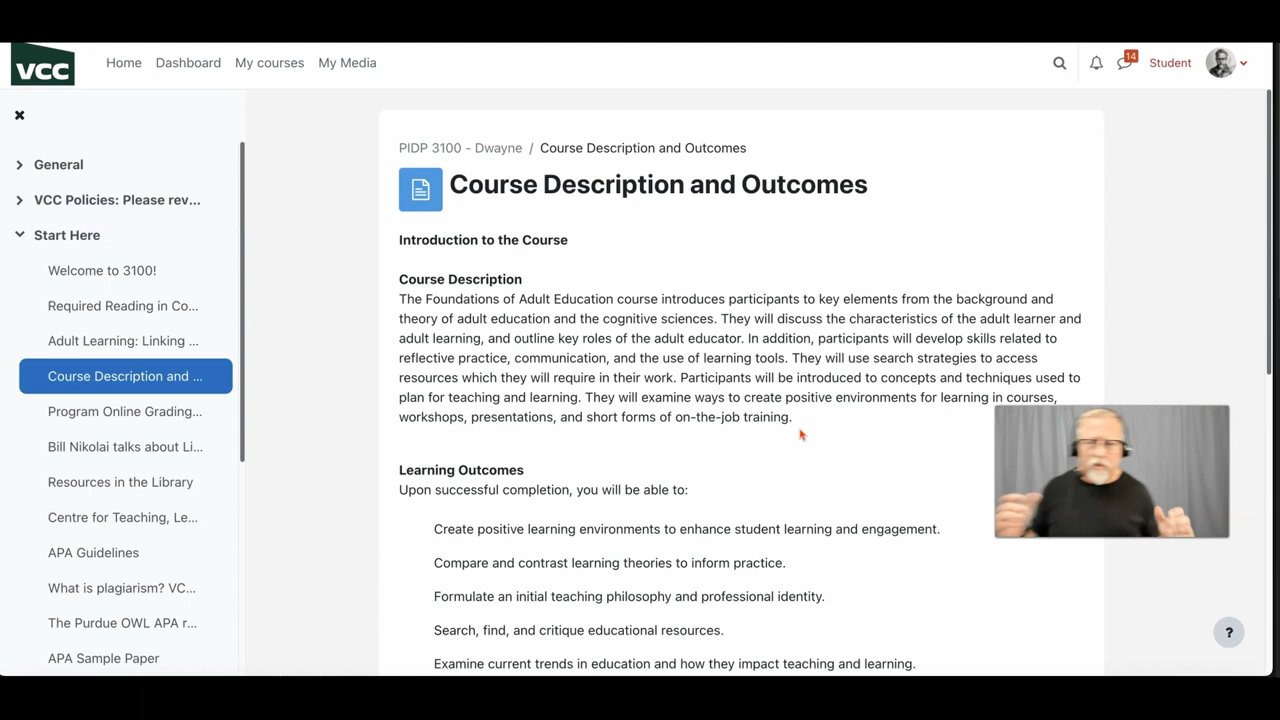 VCC
Home
Dashboard
My courses
My Media
14
Student
General
VCC Policies: Please rev...
Start Here
Welcome to 3100!
Required Reading in Co...
Adult Learning: Linking ...
Course Description and ...
Program Online Grading...
Bill Nikolai talks about Li...
Resources in the Library
Centre for Teaching, Le...
APA Guidelines
What is plagiarism? VC...
The Purdue OWL APA r...
APA Sample Paper
PIDP 3100 - Dwayne / Course Description and Outcomes
Course Description and Outcomes
Introduction to the Course
Course Description
The Foundations of Adult Education course introduces participants to key elements from the background and
theory of adult education and the cognitive sciences. They will discuss the characteristics of the adult learner and
adult learning, and outline key roles of the adult educator. In addition, participants will develop skills related to
reflective practice, communication, and the use of learning tools. They will use search strategies to access
resources which they will require in their work. Participants will be introduced to concepts and techniques used to
plan for teaching and learning. They will examine ways to create positive environments for learning in courses,
workshops, presentations, and short forms of on-the-job training.
Learning Outcomes
Upon successful completion, you will be able to:
Create positive learning environments to enhance student learning and engagement.
Compare and contrast learning theories to inform practice.
Formulate an initial teaching philosophy and professional identity.
Search, find, and critique educational resources.
Examine current trends in education and how they impact teaching and learning.
?